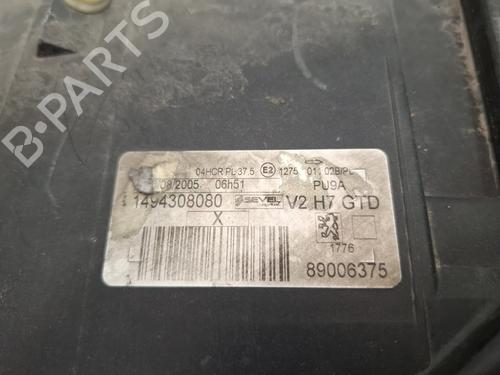 04HCR PL 37.5 E2 1275 01 02B/PL
08/2005 06h51 PU9A
1494308080 SEVEL V2 H7 GTD
X
1776
89006375
B-PARTS